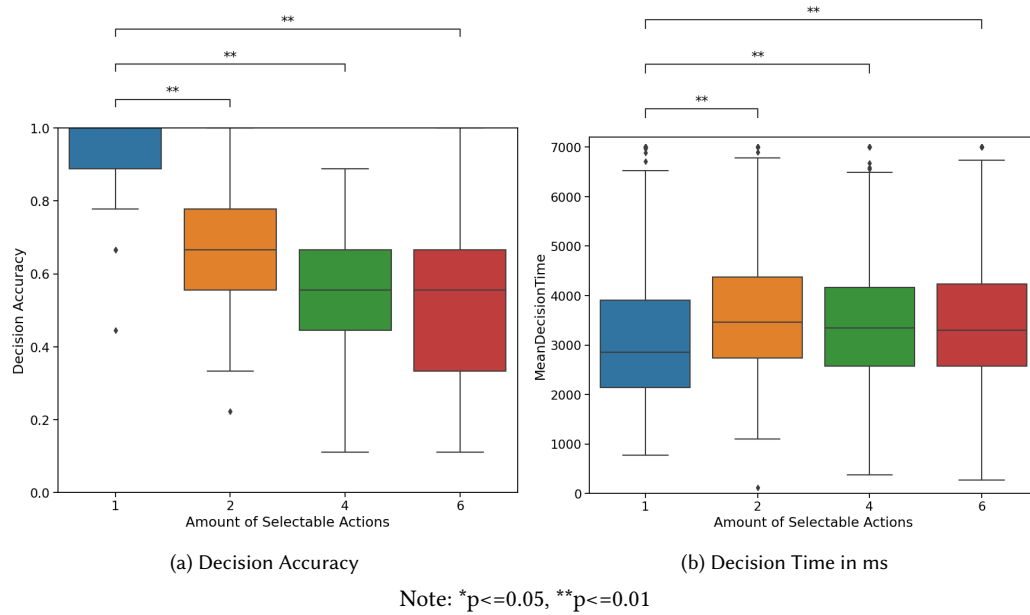 **
**
**
1.0
0.8
0.6
0.4
0.2
0.0
Decision Accuracy
1 2 4 6
Amount of Selectable Actions
(a) Decision Accuracy
**
**
**
7000
6000
5000
4000
3000
2000
1000
0
MeanDecisionTime
1 2 4 6
Amount of Selectable Actions
(b) Decision Time in ms
Note: *p<=0.05, **p<=0.01